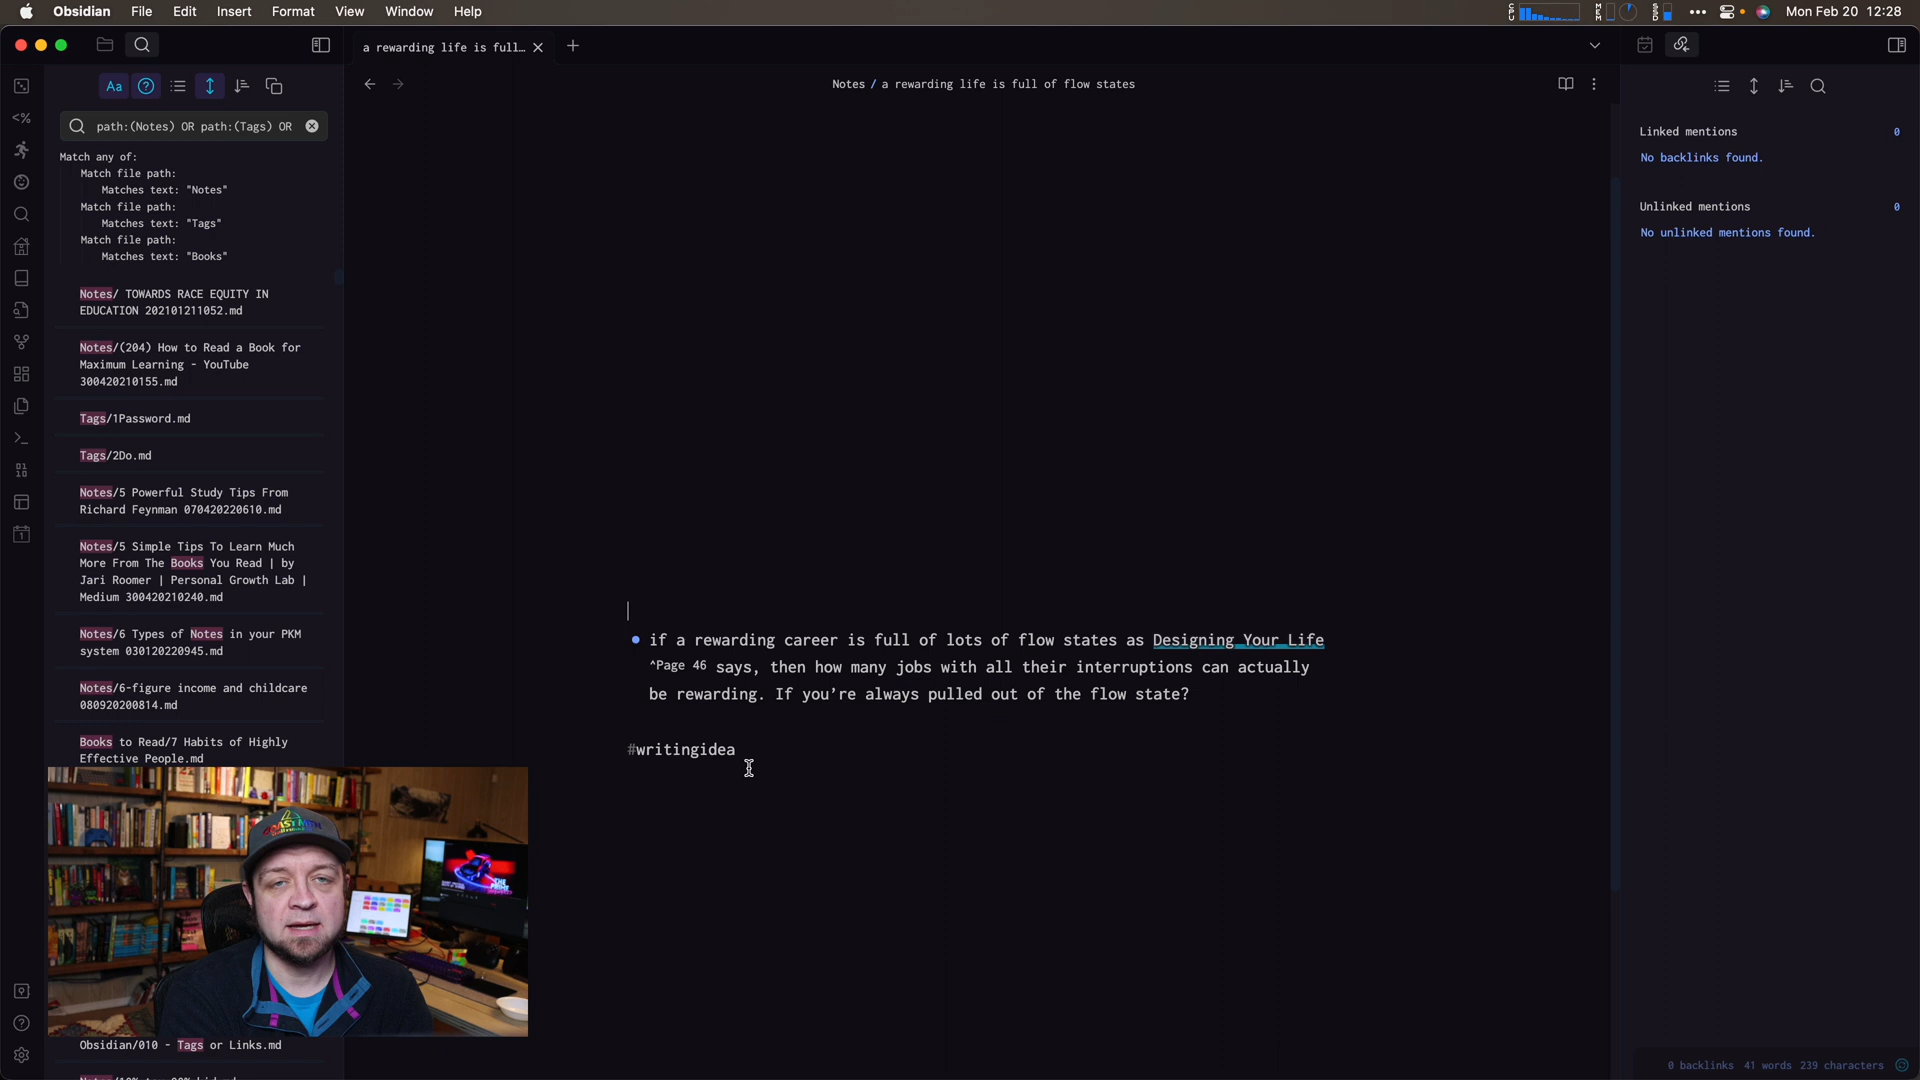 Obsidian File Edit Insert Format View Window Help
CPU MEM SSD Mon Feb 20 12:28
a rewarding life is full…
Notes / a rewarding life is full of flow states
Aa
path:(Notes) OR path:(Tags) OR
Match any of:
Match file path:
Matches text: "Notes"
Match file path:
Matches text: "Tags"
Match file path:
Matches text: "Books"
Notes/ TOWARDS RACE EQUITY IN
EDUCATION 202101211052.md
Notes/(204) How to Read a Book for
Maximum Learning - YouTube
300420210155.md
Tags/1Password.md
Tags/2Do.md
Notes/5 Powerful Study Tips From
Richard Feynman 070420220610.md
Notes/5 Simple Tips To Learn Much
More From The Books You Read | by
Jari Roomer | Personal Growth Lab |
Medium 300420210240.md
Notes/6 Types of Notes in your PKM
system 030120220945.md
Notes/6-figure income and childcare
080920200814.md
Books to Read/7 Habits of Highly
Effective People.md
Obsidian/010 - Tags or Links.md
if a rewarding career is full of lots of flow states as Designing Your Life
^Page 46 says, then how many jobs with all their interruptions can actually
be rewarding. If you’re always pulled out of the flow state?
#writingidea
Linked mentions 0
No backlinks found.
Unlinked mentions 0
No unlinked mentions found.
0 backlinks 41 words 239 characters